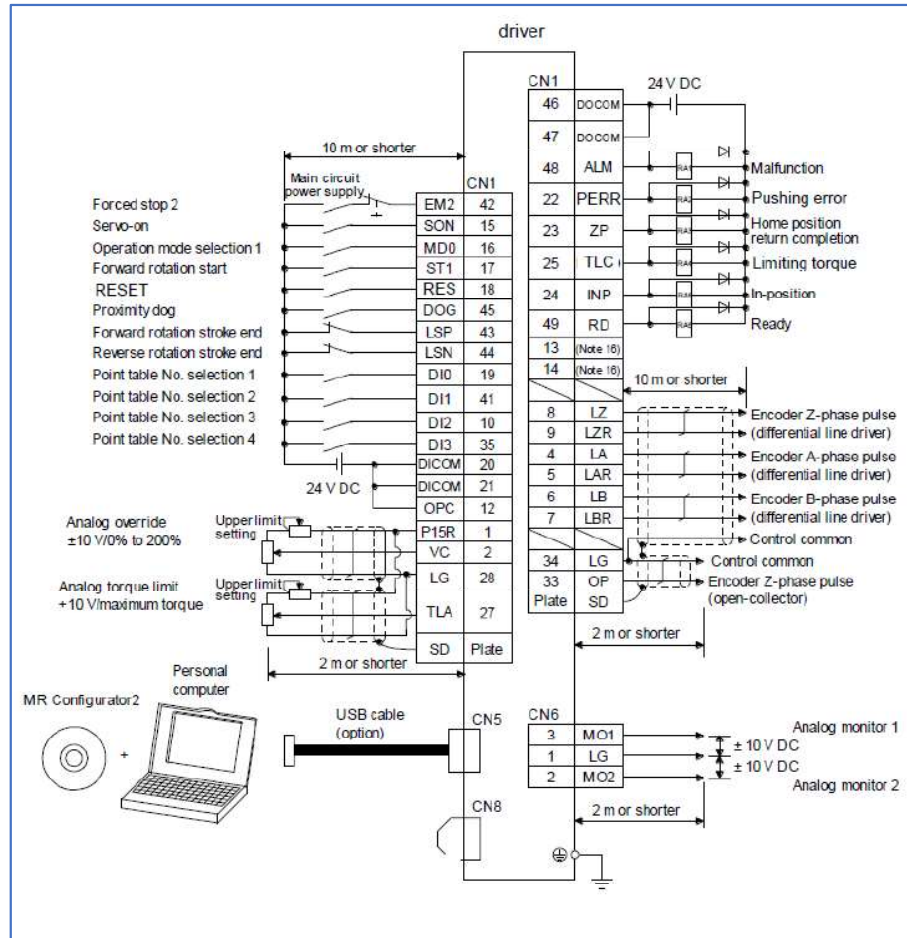 driver
CN1
24 V DC
46 DOCOM
47 DOCOM
48 ALM Malfunction
RA1
22 PERR Pushing error
RA2
23 ZP Home position
return completion
RA3
25 TLC Limiting torque
RA4
24 INP In-position
49 RD Ready
13 (Note 16)
14 (Note 16)
10 m or shorter
8 LZ Encoder Z-phase pulse
9 LZR (differential line driver)
4 LA Encoder A-phase pulse
5 LAR (differential line driver)
6 LB Encoder B-phase pulse
7 LBR (differential line driver)
Control common
34 LG Control common
33 OP Encoder Z-phase pulse
(open-collector)
Plate SD
2 m or shorter
10 m or shorter
Main circuit
power supply
CN1
Forced stop 2 EM2 42
Servo-on SON 15
Operation mode selection 1 MD0 16
Forward rotation start ST1 17
RESET RES 18
Proximity dog DOG 45
Forward rotation stroke end LSP 43
Reverse rotation stroke end LSN 44
Point table No. selection 1 DI0 19
Point table No. selection 2 DI1 41
Point table No. selection 3 DI2 10
Point table No. selection 4 DI3 35
DICOM 20
24 V DC DICOM 21
OPC 12
Analog override
±10 V/0% to 200%
Upper limit
setting
P15R 1
VC 2
Analog torque limit
+10 V/maximum torque
Upper limit
setting
LG 28
TLA 27
SD Plate
2 m or shorter
Personal
computer
MR Configurator2
+
USB cable
(option)
CN5
CN8
CN6
3 MO1 Analog monitor 1
± 10 V DC
1 LG
± 10 V DC
2 MO2 Analog monitor 2
2 m or shorter